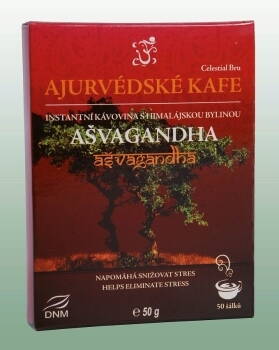 Celestial Bru
AJURVÉDSKÉ KAFE
INSTANTNÍ KÁVOVINA S HIMALÁJSKOU BYLINOU
AŠVAGANDHA
ašvagandha
NAPOMÁHÁ SNIŽOVAT STRES
HELPS ELIMINATE STRESS
50 šálků
DNM
e 50 g